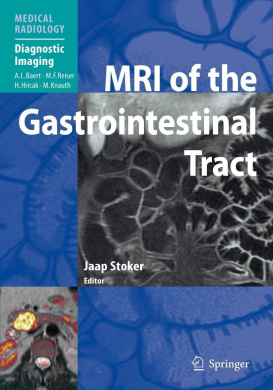 MEDICAL
RADIOLOGY
Diagnostic
Imaging
A. L. Baert · M. F. Reiser
H. Hricak · M. Knauth
MRI of the
Gastrointestinal
Tract
Jaap Stoker
Editor
Springer